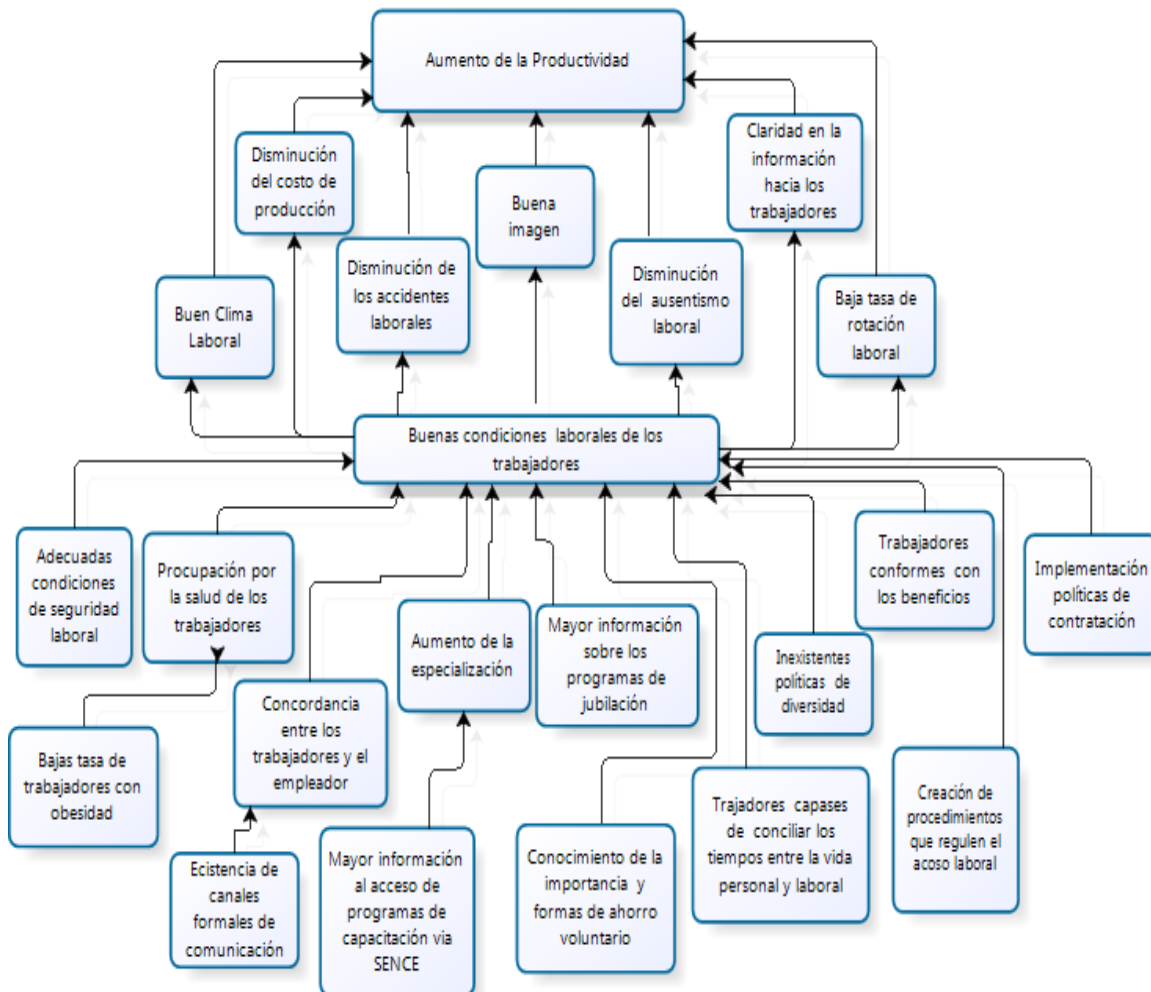 Aumento de la Productividad
Disminución
del costo de
producción
Buena
imagen
Claridad en la
información
hacia los
trabajadores
Buen Clima
Laboral
Disminución de
los accidentes
laborales
Disminución
del ausentismo
laboral
Baja tasa de
rotación
laboral
Buenas condiciones laborales de los
trabajadores
Adecuadas
condiciones
de seguridad
laboral
Procupación por
la salud de los
trabajadores
Concordancia
entre los
trabajadores y el
empleador
Aumento de la
especialización
Mayor información
sobre los
programas de
jubilación
Inexistentes
políticas de
diversidad
Trabajadores
conformes con
los beneficios
Implementación
políticas de
contratación
Bajas tasa de
trabajadores con
obesidad
Ecistencia de
canales
formales de
comunicación
Mayor información
al acceso de
programas de
capacitación via
SENCE
Conocimiento de la
importancia y
formas de ahorro
voluntario
Trajadores capases
de conciliar los
tiempos entre la vida
personal y laboral
Creación de
procedimientos
que regulen el
acoso laboral